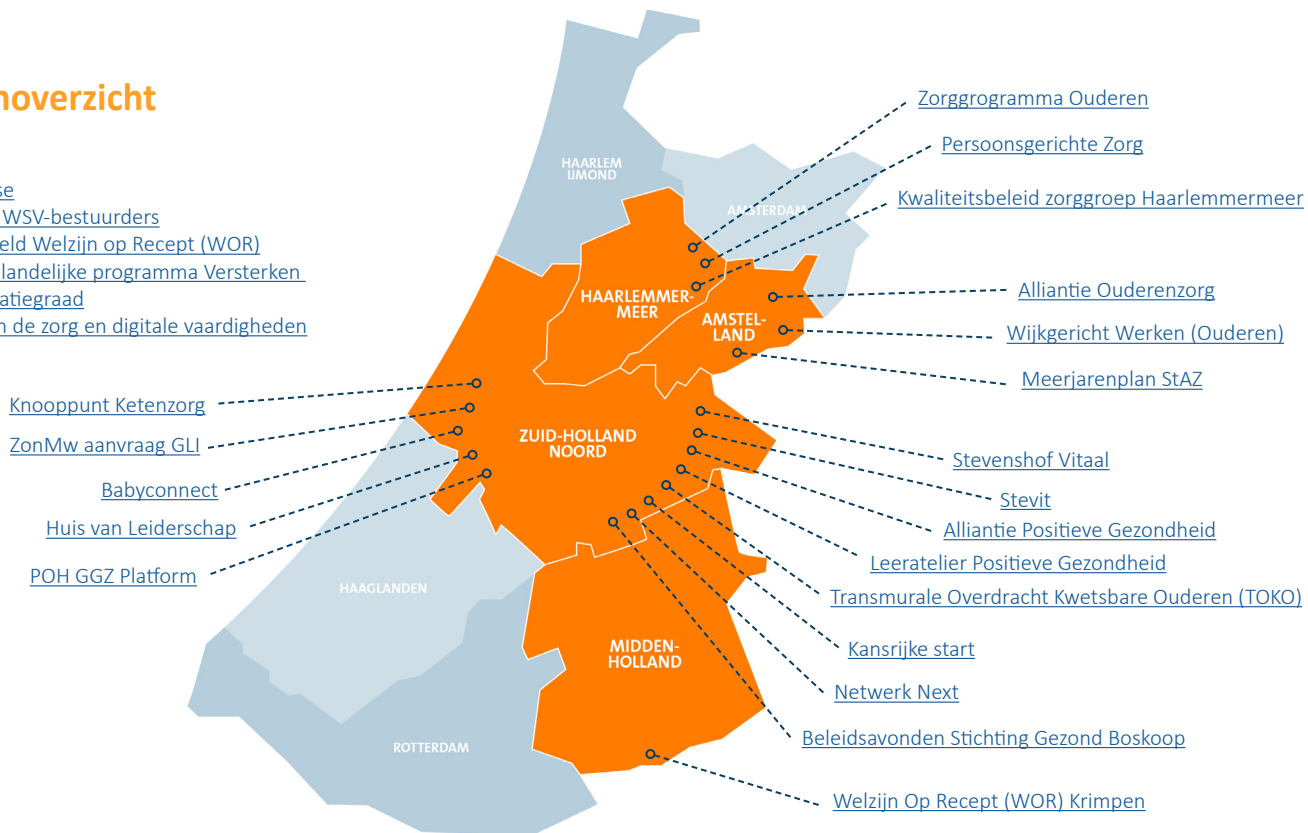 noverzicht
se
WSV-bestuurders
eld Welzijn op Recept (WOR)
landelijke programma Versterken
atiegraad
n de zorg en digitale vaardigheden
Zorggrogramma Ouderen
Persoonsgerichte Zorg
Kwaliteitsbeleid zorggroep Haarlemmermeer
Alliantie Ouderenzorg
Wijkgericht Werken (Ouderen)
Meerjarenplan StAZ
Knooppunt Ketenzorg
ZonMw aanvraag GLI
Babyconnect
Huis van Leiderschap
POH GGZ Platform
Stevenshof Vitaal
Stevit
Alliantie Positieve Gezondheid
Leeratelier Positieve Gezondheid
Transmurale Overdracht Kwetsbare Ouderen (TOKO)
Kansrijke start
Netwerk Next
Beleidsavonden Stichting Gezond Boskoop
Welzijn Op Recept (WOR) Krimpen
HAARLEM
IJMOND
AMSTERDAM
HAARLEMMER-
MEER
AMSTEL-
LAND
ZUID-HOLLAND
NOORD
HAAGLANDEN
MIDDEN-
HOLLAND
ROTTERDAM